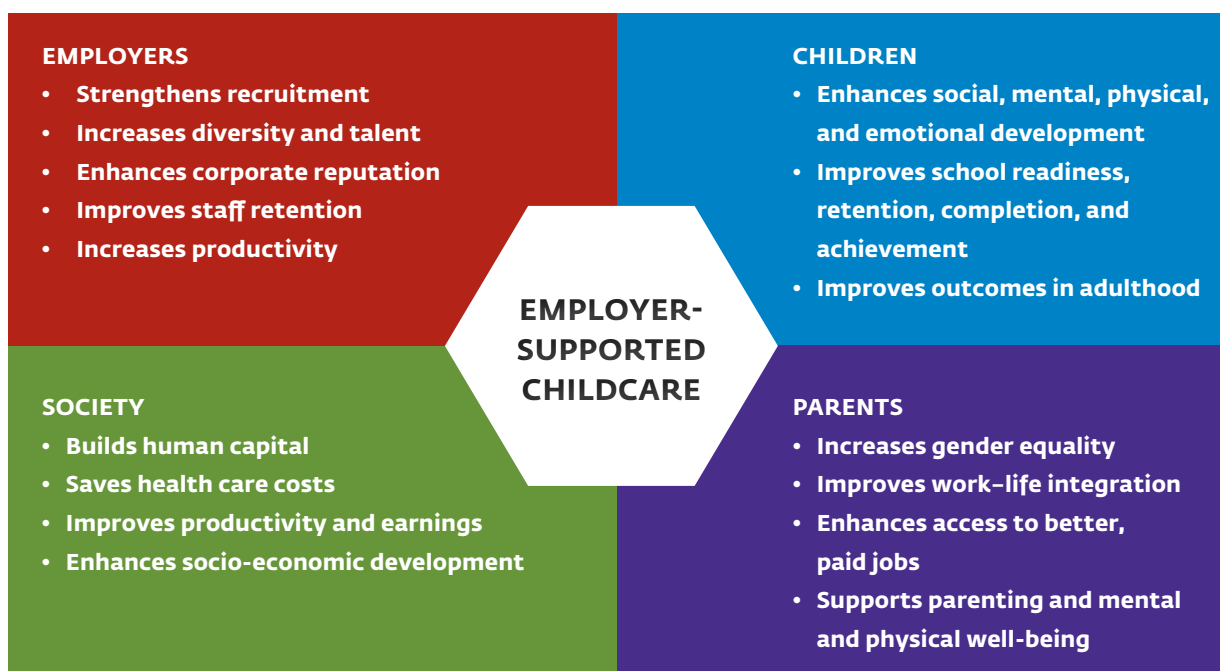 EMPLOYERS
• Strengthens recruitment
• Increases diversity and talent
• Enhances corporate reputation
• Improves staff retention
• Increases productivity
CHILDREN
• Enhances social, mental, physical,
and emotional development
• Improves school readiness,
retention, completion, and
achievement
• Improves outcomes in adulthood
EMPLOYER-
SUPPORTED
CHILDCARE
SOCIETY
• Builds human capital
• Saves health care costs
• Improves productivity and earnings
• Enhances socio-economic development
PARENTS
• Increases gender equality
• Improves work–life integration
• Enhances access to better,
paid jobs
• Supports parenting and mental
and physical well-being